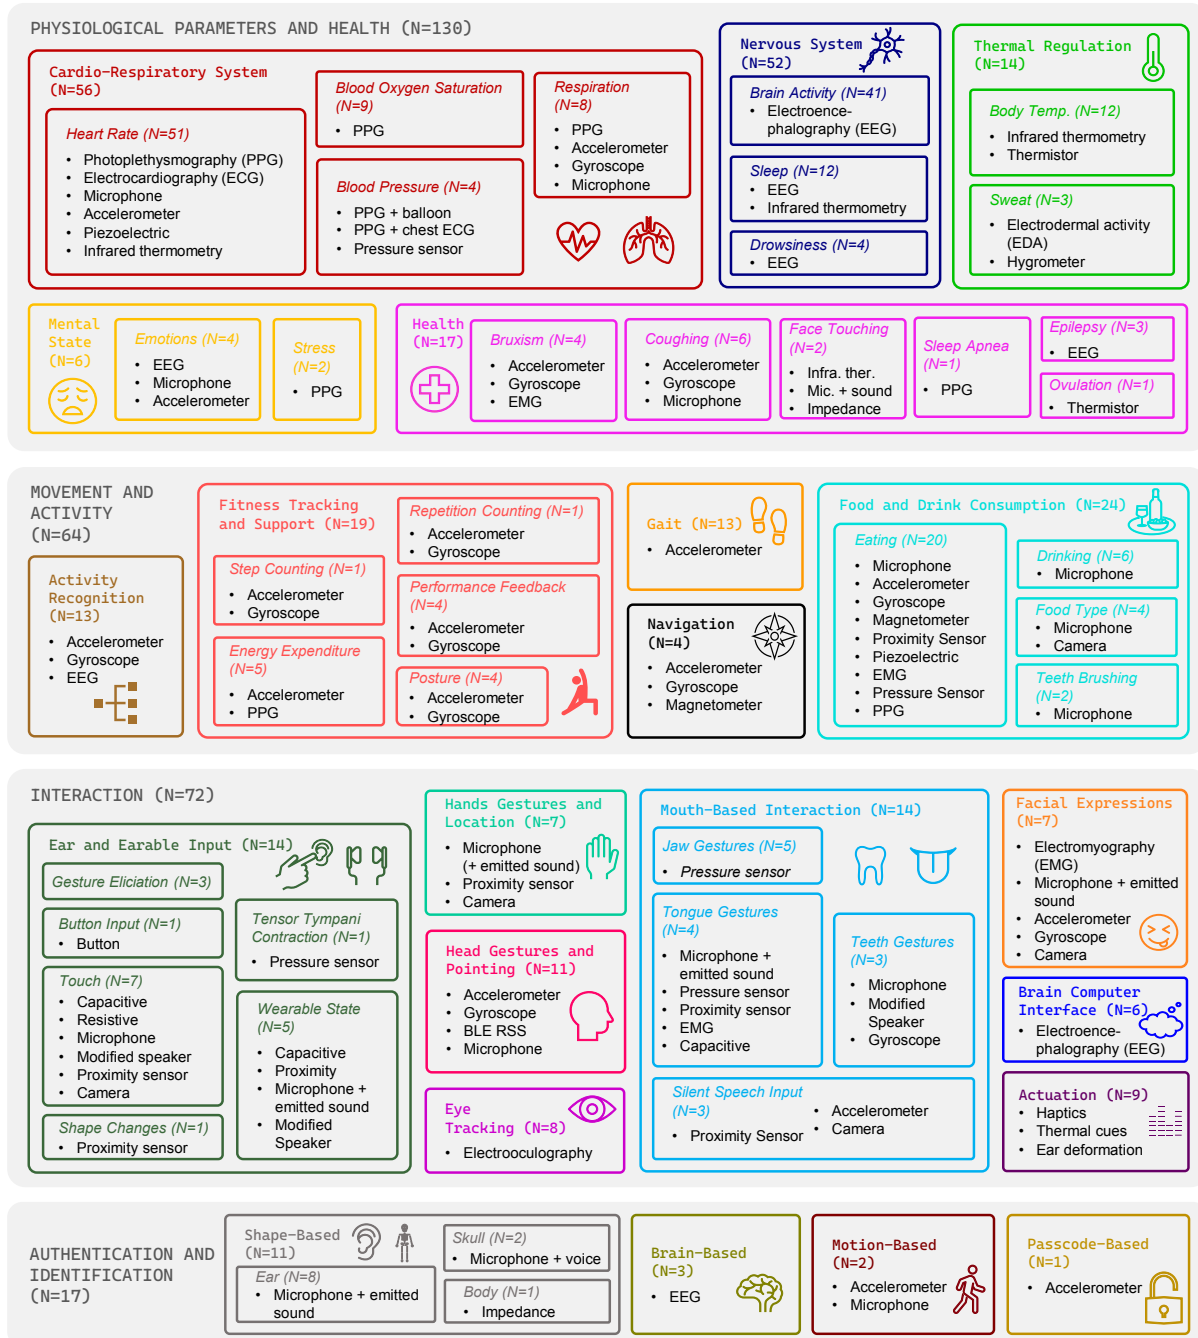 PHYSIOLOGICAL PARAMETERS AND HEALTH (N=130)
Cardio-Respiratory System
(N=56)
Heart Rate (N=51)
• Photoplethysmography (PPG)
• Electrocardiography (ECG)
• Microphone
• Accelerometer
• Piezoelectric
• Infrared thermometry
Blood Oxygen Saturation
(N=9)
• PPG
Blood Pressure (N=4)
• PPG + balloon
• PPG + chest ECG
• Pressure sensor
Respiration
(N=8)
• PPG
• Accelerometer
• Gyroscope
• Microphone
Nervous System
(N=52)
Brain Activity (N=41)
• Electroence-
phalography (EEG)
Sleep (N=12)
• EEG
• Infrared thermometry
Drowsiness (N=4)
• EEG
Thermal Regulation
(N=14)
Body Temp. (N=12)
• Infrared thermometry
• Thermistor
Sweat (N=3)
• Electrodermal activity
(EDA)
• Hygrometer
Mental
State
(N=6)
Emotions (N=4)
• EEG
• Microphone
• Accelerometer
Stress
(N=2)
• PPG
Health
(N=17)
Bruxism (N=4)
• Accelerometer
• Gyroscope
• EMG
Coughing (N=6)
• Accelerometer
• Gyroscope
• Microphone
Face Touching
(N=2)
• Infra. ther.
• Mic. + sound
• Impedance
Sleep Apnea
(N=1)
• PPG
Epilepsy (N=3)
• EEG
Ovulation (N=1)
• Thermistor
MOVEMENT AND
ACTIVITY
(N=64)
Activity
Recognition
(N=13)
• Accelerometer
• Gyroscope
• EEG
Fitness Tracking
and Support (N=19)
Step Counting (N=1)
• Accelerometer
• Gyroscope
Energy Expenditure
(N=5)
• Accelerometer
• PPG
Repetition Counting (N=1)
• Accelerometer
• Gyroscope
Performance Feedback
(N=4)
• Accelerometer
• Gyroscope
Posture (N=4)
• Accelerometer
• Gyroscope
Gait (N=13)
• Accelerometer
Navigation
(N=4)
• Accelerometer
• Gyroscope
• Magnetometer
Food and Drink Consumption (N=24)
Eating (N=20)
• Microphone
• Accelerometer
• Gyroscope
• Magnetometer
• Proximity Sensor
• Piezoelectric
• EMG
• Pressure Sensor
• PPG
Drinking (N=6)
• Microphone
Food Type (N=4)
• Microphone
• Camera
Teeth Brushing
(N=2)
• Microphone
INTERACTION (N=72)
Ear and Earable Input (N=14)
Gesture Eliciation (N=3)
Button Input (N=1)
• Button
Touch (N=7)
• Capacitive
• Resistive
• Microphone
• Modified speaker
• Proximity sensor
• Camera
Shape Changes (N=1)
• Proximity sensor
Tensor Tympani
Contraction (N=1)
• Pressure sensor
Wearable State
(N=5)
• Capacitive
• Proximity
• Microphone +
emitted sound
• Modified
Speaker
Hands Gestures and
Location (N=7)
• Microphone
(+ emitted sound)
• Proximity sensor
• Camera
Head Gestures and
Pointing (N=11)
• Accelerometer
• Gyroscope
• BLE RSS
• Microphone
Eye
Tracking (N=8)
• Electrooculography
Mouth-Based Interaction (N=14)
Jaw Gestures (N=5)
• Pressure sensor
Tongue Gestures
(N=4)
• Microphone +
emitted sound
• Pressure sensor
• Proximity sensor
• EMG
• Capacitive
Teeth Gestures
(N=3)
• Microphone
• Modified
Speaker
• Gyroscope
Silent Speech Input
(N=3)
• Proximity Sensor
• Accelerometer
• Camera
Facial Expressions
(N=7)
• Electromyography
(EMG)
• Microphone + emitted
sound
• Accelerometer
• Gyroscope
• Camera
Brain Computer
Interface (N=6)
• Electroence-
phalography (EEG)
Actuation (N=9)
• Haptics
• Thermal cues
• Ear deformation
AUTHENTICATION AND
IDENTIFICATION
(N=17)
Shape-Based
(N=11)
Ear (N=8)
• Microphone + emitted
sound
Skull (N=2)
• Microphone + voice
Body (N=1)
• Impedance
Brain-Based
(N=3)
• EEG
Motion-Based
(N=2)
• Accelerometer
• Microphone
Passcode-Based
(N=1)
• Accelerometer